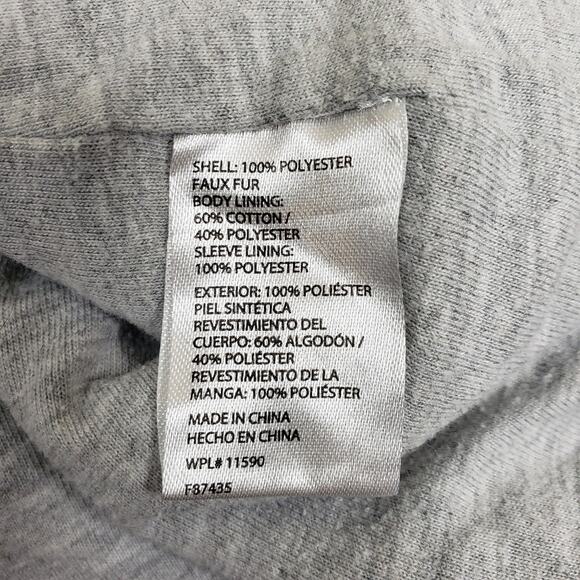 SHELL: 100% POLYESTER
FAUX FUR
BODY LINING:
60% COTTON /
40% POLYESTER
SLEEVE LINING:
100% POLYESTER
EXTERIOR: 100% POLIÉSTER
PIEL SINTÉTICA
REVESTIMIENTO DEL
CUERPO: 60% ALGODÓN /
40% POLIÉSTER
REVESTIMIENTO DE LA
MANGA: 100% POLIÉSTER
MADE IN CHINA
HECHO EN CHINA
WPL# 11590
F87435